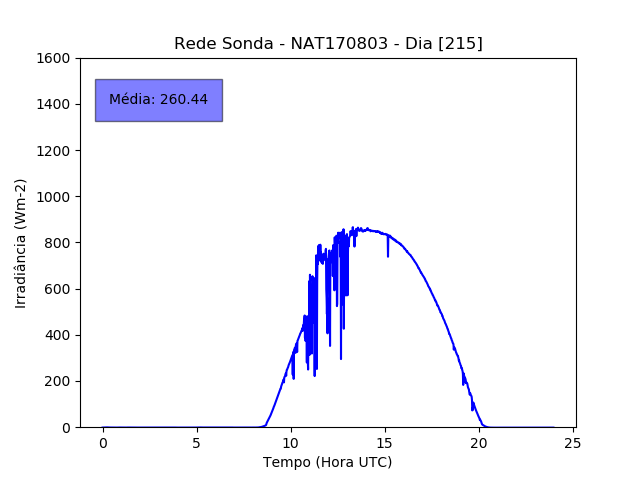 Rede Sonda - NAT170803 - Dia [215]
1600
1400
1200
1000
800
600
400
200
0
Média: 260.44
Irradiância (Wm-2)
0 5 10 15 20 25
Tempo (Hora UTC)